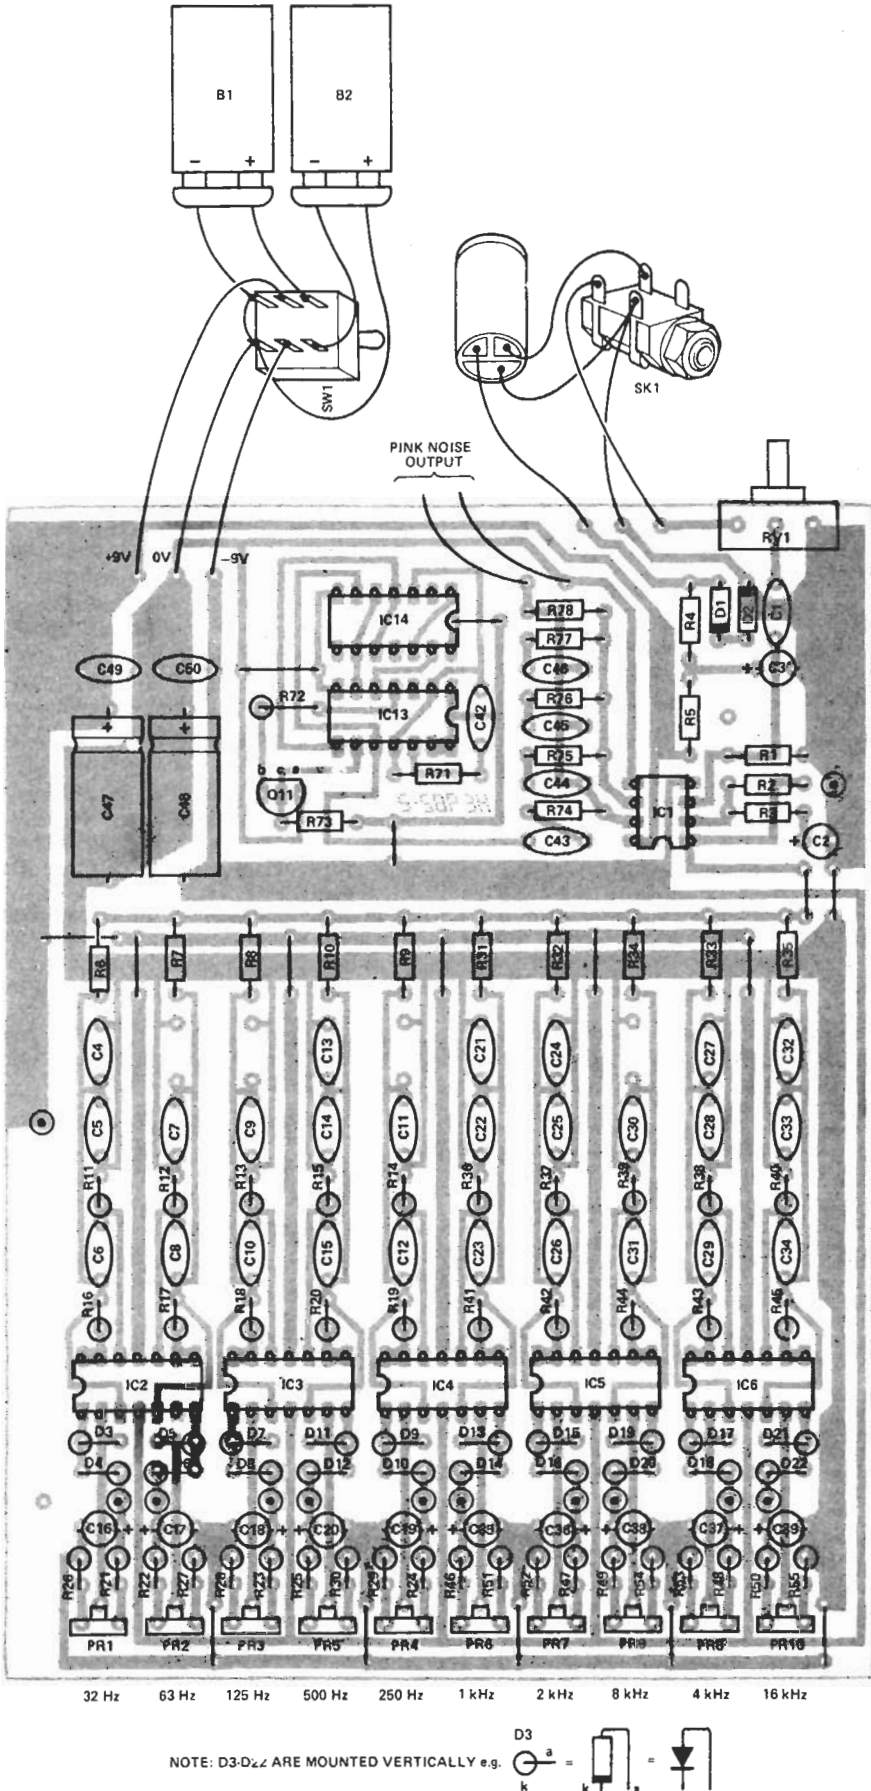 B1 B2
− + − +
SW1
SK1
PINK NOISE
OUTPUT
RV1
+9V 0V -9V
IC14
R78
R4 D1 D2 C1
R77
C49 C50
C46
+ C3
R72
R76
IC13 C42
C45
R5
+ +
R75
R1
R71
C44
IC1
R2
Q11
R74
R3
C47 C48
R73
C43
+ C2
R6 R7 R8 R10 R9 R31 R32 R34 R33 R35
C4 C13 C21 C24 C27 C32
C5 C7 C9 C14 C11 C22 C25 C30 C28 C33
R11 R12 R13 R15 R14 R36 R37 R39 R38 R40
C6 C8 C10 C15 C12 C23 C26 C31 C29 C34
R16 R17 R18 R20 R19 R41 R42 R44 R43 R45
IC2 IC3 IC4 IC5 IC6
D3 D5 D7 D11 D9 D13 D15 D19 D17 D21
D4 D8 D12 D10 D14 D16 D20 D18 D22
C16 + + C17 C18 + + C20 C19 + + C35 C36 + + C38 C37 + + C39
R26 R21 R22 R27 R28 R23 R25 R30 R29 R24 R46 R51 R52 R47 R49 R54 R53 R48 R50 R55
PR1 PR2 PR3 PR5 PR4 PR6 PR7 PR9 PR8 PR10
32 Hz 63 Hz 125 Hz 500 Hz 250 Hz 1 kHz 2 kHz 8 kHz 4 kHz 16 kHz
D3
NOTE: D3-D22 ARE MOUNTED VERTICALLY e.g. a = =
k k a